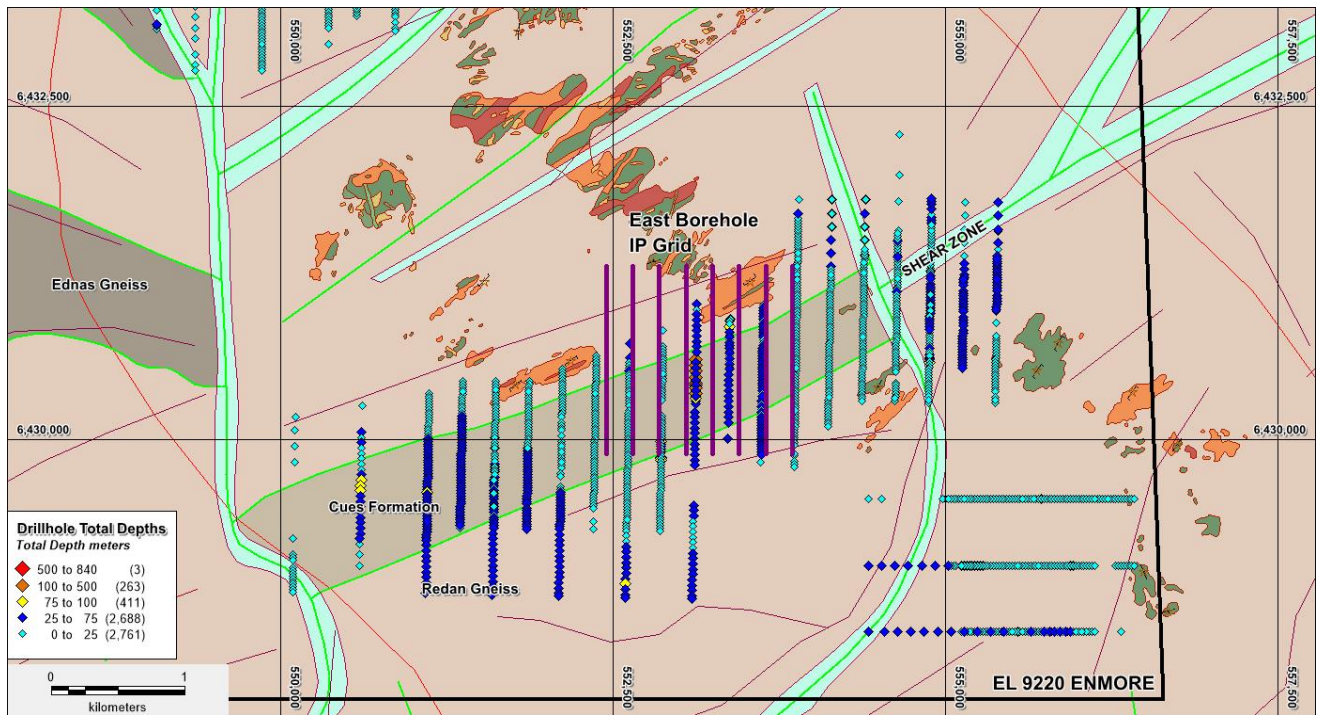 550,000
552,500
555,000
557,500
6,432,500
6,432,500
East Borehole
IP Grid
SHEAR ZONE
Ednas Gneiss
6,430,000
6,430,000
Cues Formation
Redan Gneiss
Drillhole Total Depths
Total Depth meters
500 to 840 (3)
100 to 500 (263)
75 to 100 (411)
25 to 75 (2,688)
0 to 25 (2,761)
0 1
kilometers
EL 9220 ENMORE
550,000
552,500
555,000
557,500